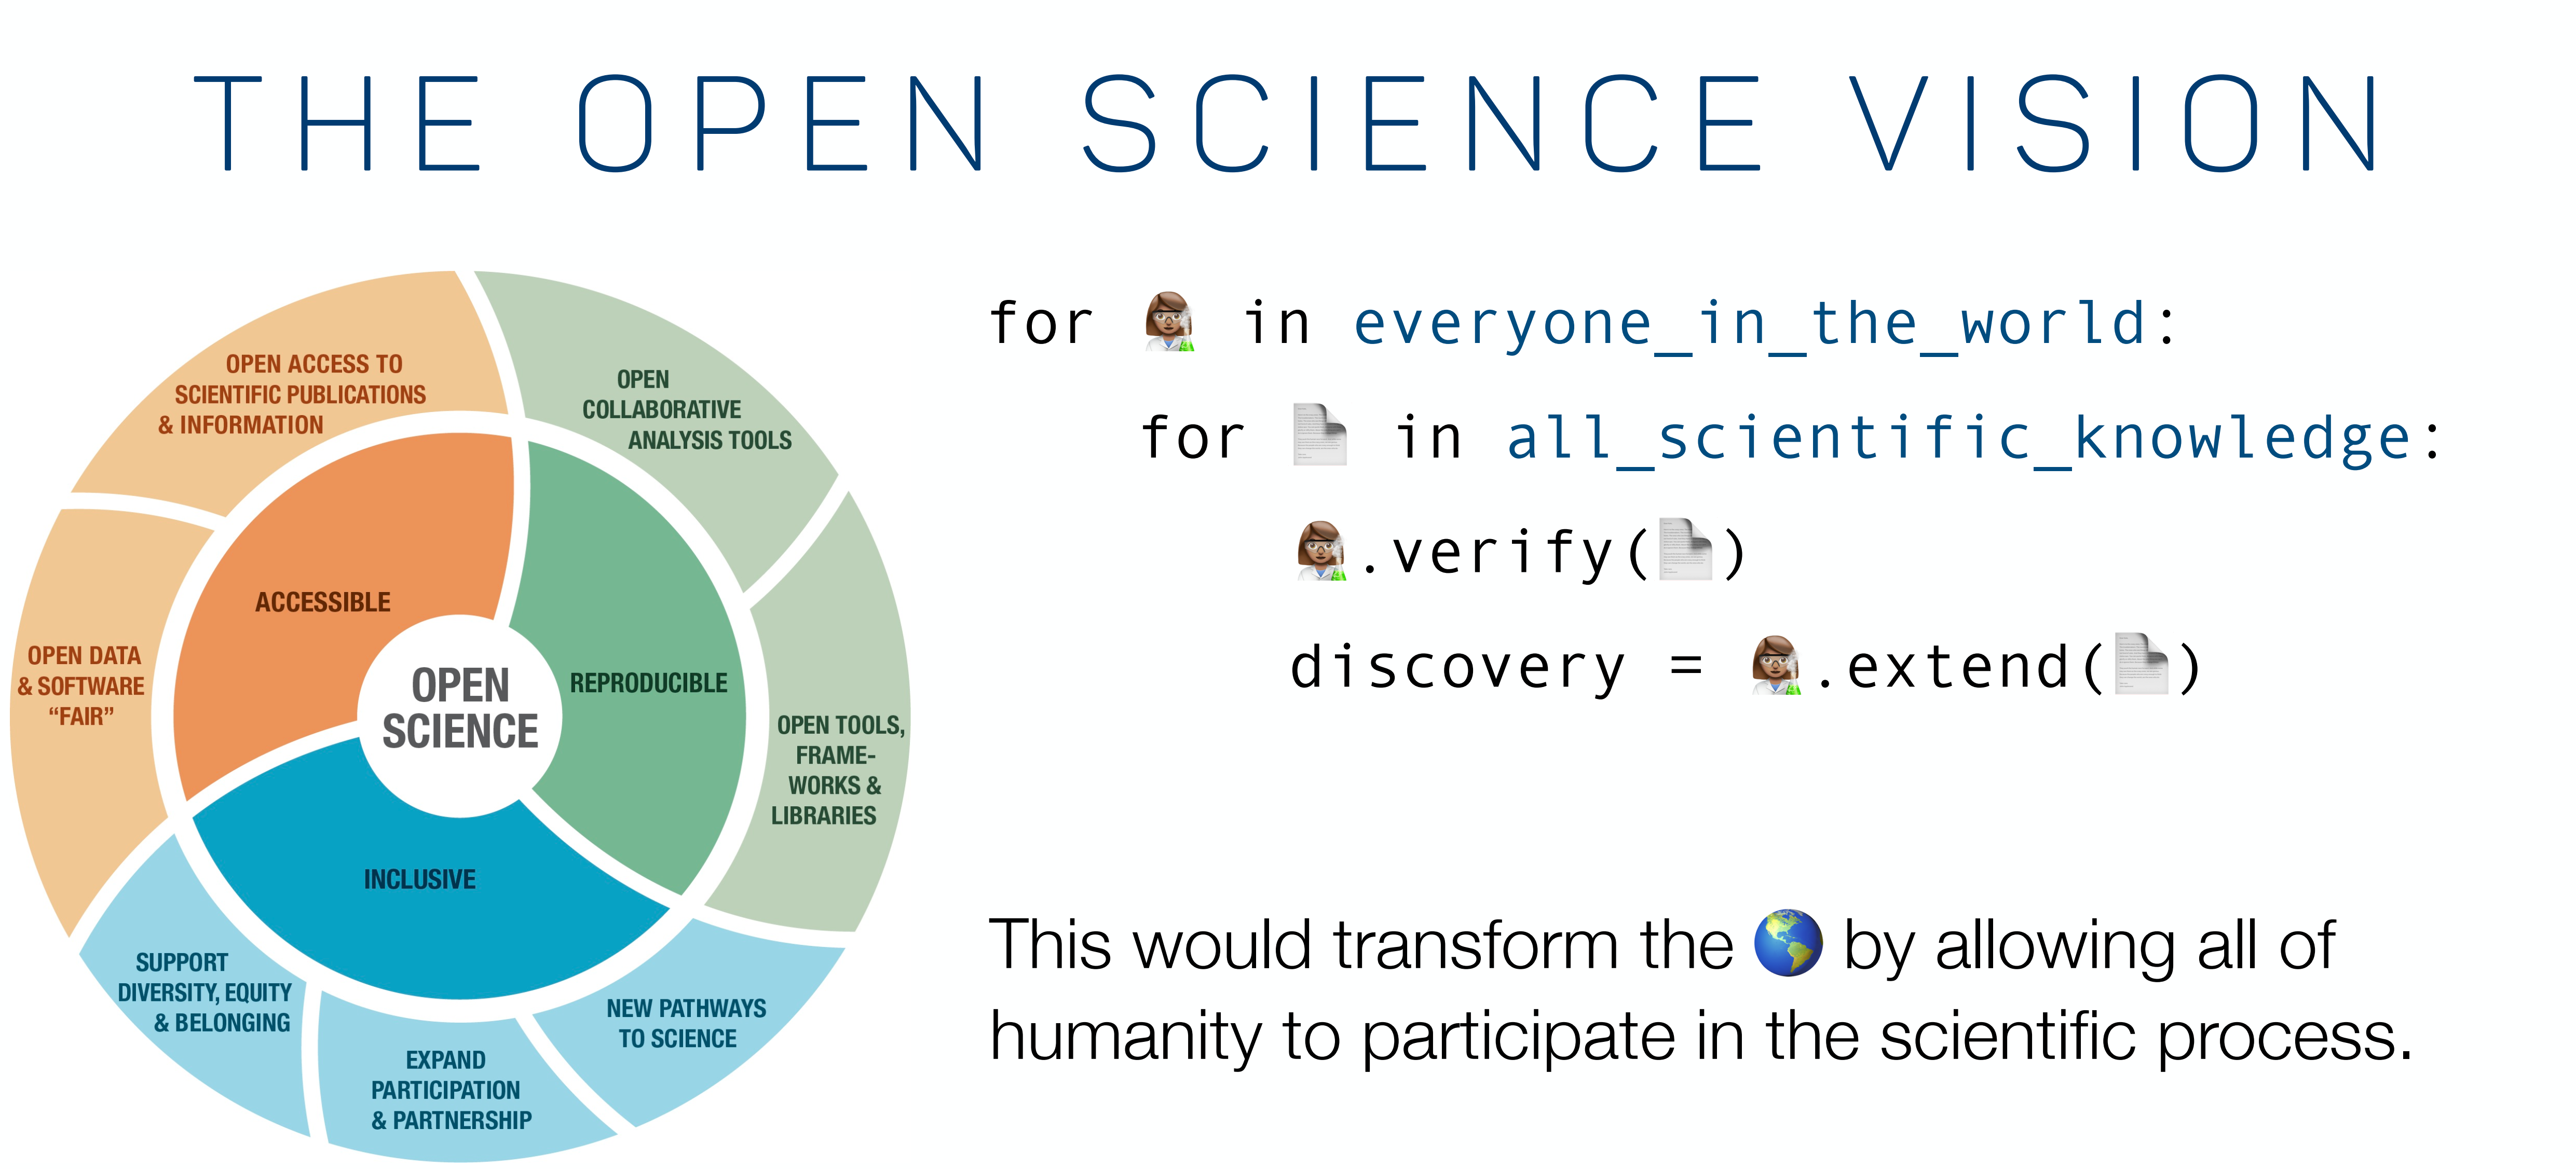 THE OPEN SCIENCE VISION
OPEN ACCESS TO
SCIENTIFIC PUBLICATIONS
& INFORMATION
OPEN
COLLABORATIVE
ANALYSIS TOOLS
OPEN DATA
& SOFTWARE
“FAIR”
ACCESSIBLE
REPRODUCIBLE
OPEN
SCIENCE
OPEN TOOLS,
FRAME-
WORKS &
LIBRARIES
INCLUSIVE
SUPPORT
DIVERSITY, EQUITY
& BELONGING
EXPAND
PARTICIPATION
& PARTNERSHIP
NEW PATHWAYS
TO SCIENCE
for 👩🏽‍🔬 in everyone_in_the_world:
for 📄 in all_scientific_knowledge:
👩🏽‍🔬.verify(📄)
discovery = 👩🏽‍🔬.extend(📄)
This would transform the 🌎 by allowing all of
humanity to participate in the scientific process.